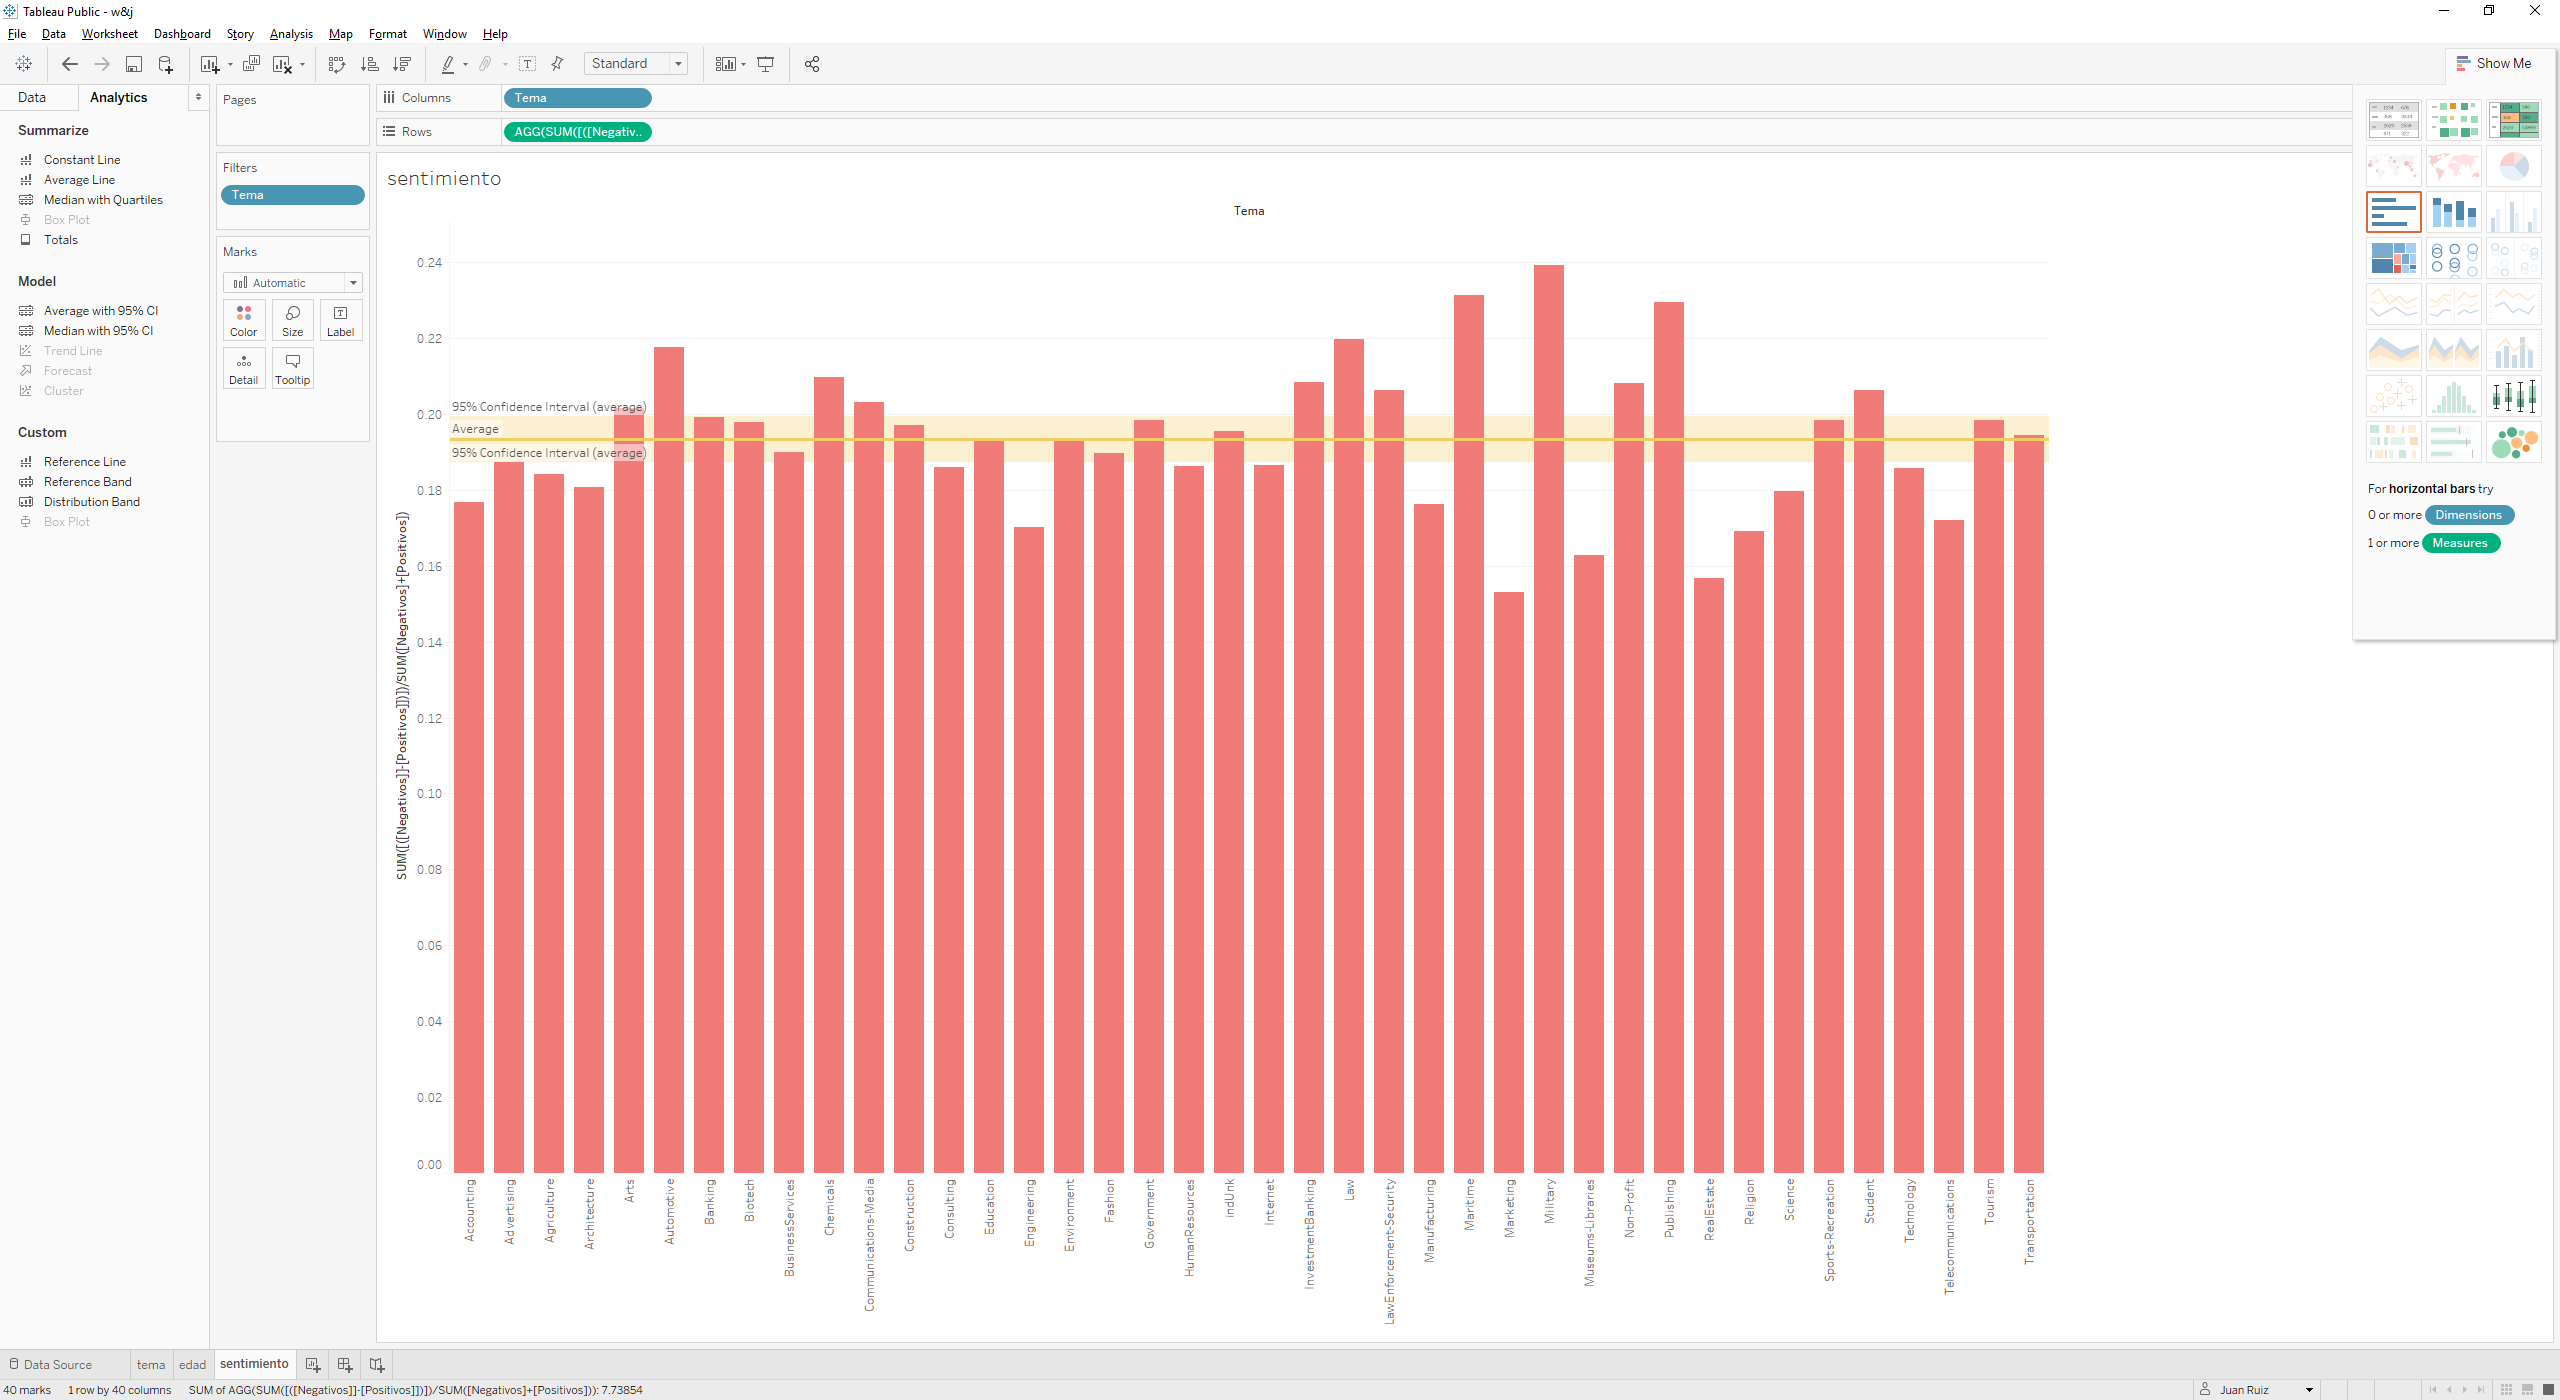 Tableau Public - w&j
File Data Worksheet Dashboard Story Analysis Map Format Window Help
Standard
Show Me
Data Analytics
Summarize
Constant Line
Average Line
Median with Quartiles
Box Plot
Totals
Model
Average with 95% CI
Median with 95% CI
Trend Line
Forecast
Cluster
Custom
Reference Line
Reference Band
Distribution Band
Box Plot
Pages
Filters
Tema
Marks
Automatic
Color Size Label
Detail Tooltip
Columns Tema
Rows AGG(SUM([([Negativ..
sentimiento
Tema
SUM([([Negativos]]-[Positivos]])])/SUM([Negativos]+[Positivos])
0.24
0.22
0.20
0.18
0.16
0.14
0.12
0.10
0.08
0.06
0.04
0.02
0.00
95% Confidence Interval (average)
Average
95% Confidence Interval (average)
Accounting
Advertising
Agriculture
Architecture
Arts
Automotive
Banking
Biotech
BusinessServices
Chemicals
Communications-Media
Construction
Consulting
Education
Engineering
Environment
Fashion
Government
HumanResources
indUnk
Internet
InvestmentBanking
Law
LawEnforcement-Security
Manufacturing
Maritime
Marketing
Military
Museums-Libraries
Non-Profit
Publishing
RealEstate
Religion
Science
Sports-Recreation
Student
Technology
Telecommunications
Tourism
Transportation
For horizontal bars try
0 or more Dimensions
1 or more Measures
Data Source tema edad sentimiento
40 marks 1 row by 40 columns SUM of AGG(SUM([([Negativos]]-[Positivos]])])/SUM([Negativos]+[Positivos])): 7.73854
Juan Ruiz